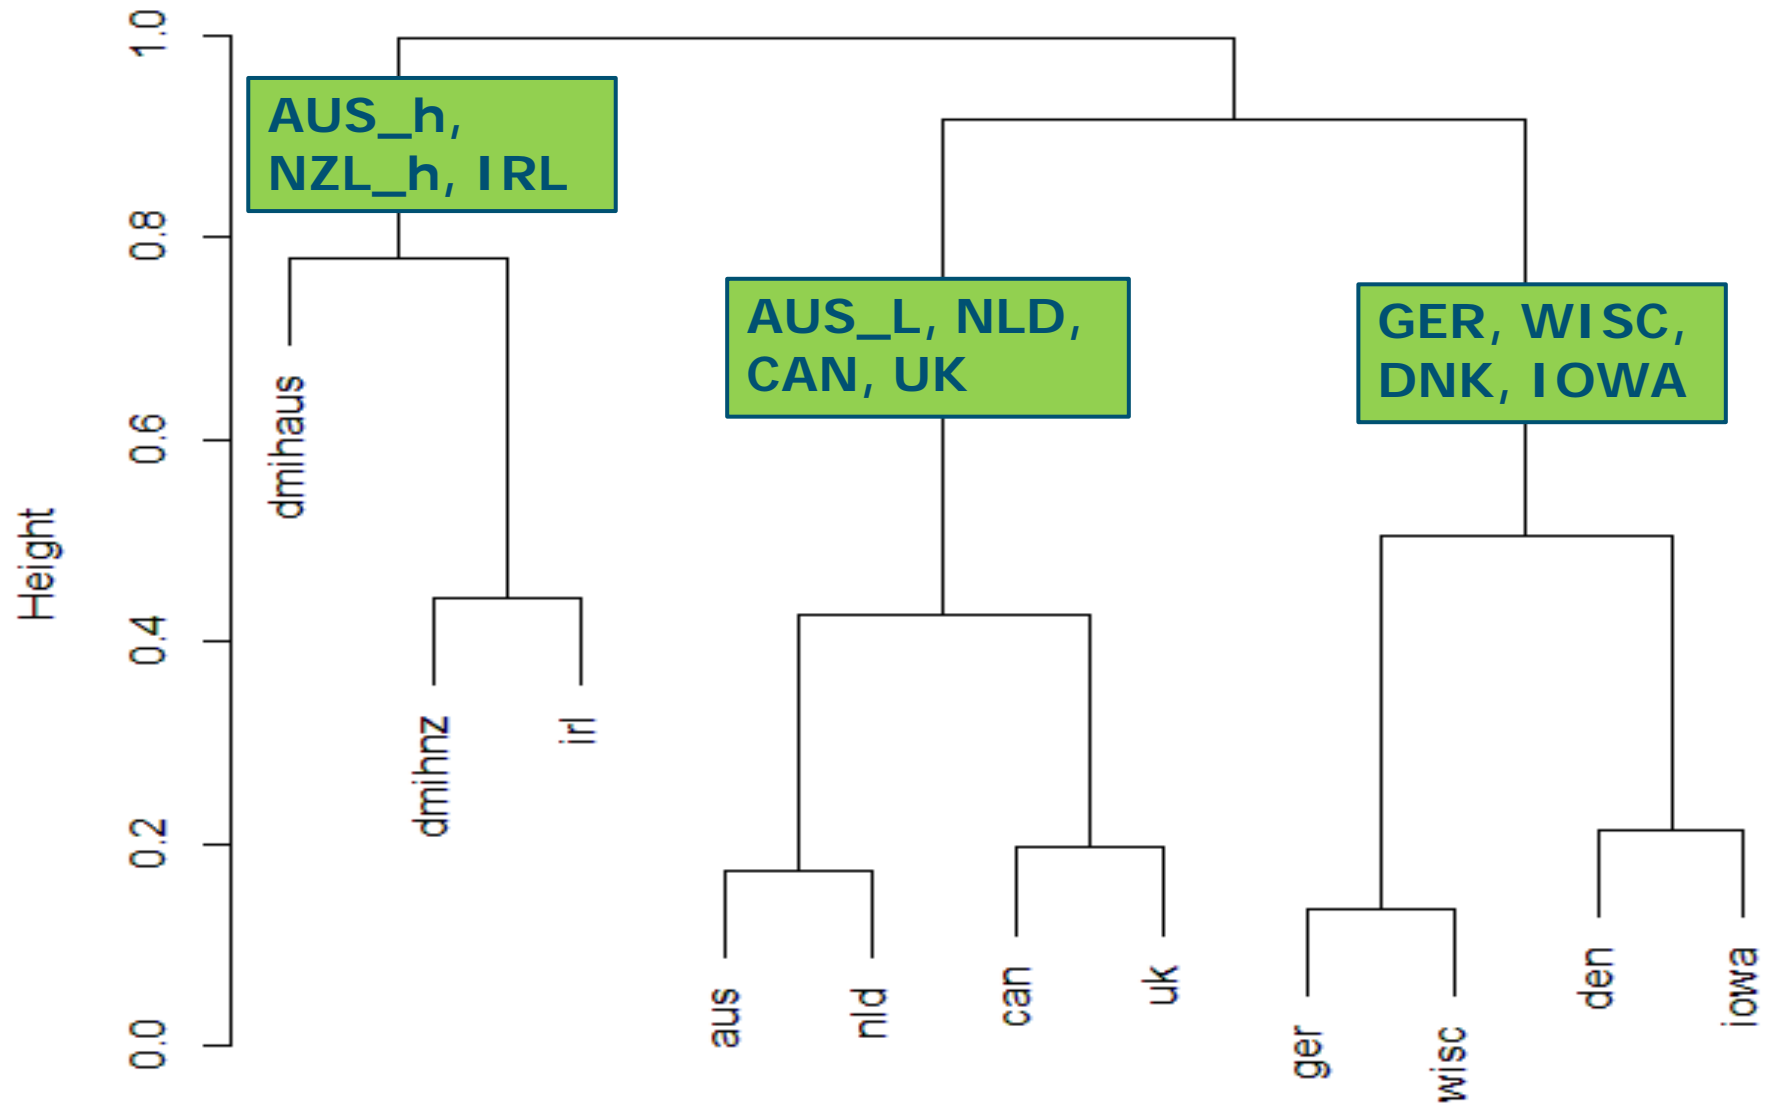 Height
1.0
0.8
0.6
0.4
0.2
0.0
AUS_h,
NZL_h, IRL
AUS_L, NLD,
CAN, UK
GER, WISC,
DNK, IOWA
dmihaus
dmihnz
irl
aus
nld
can
uk
ger
wisc
den
iowa